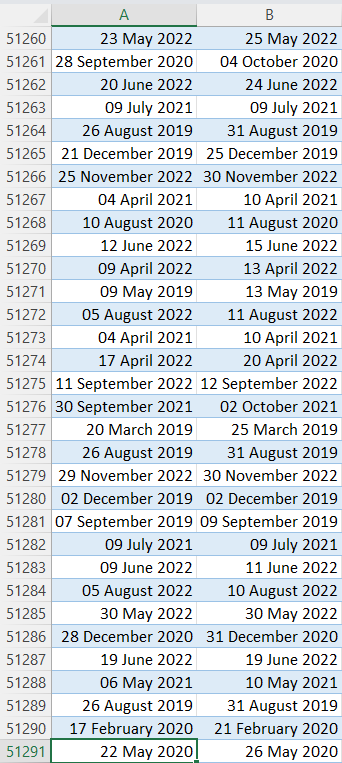 A B
51260 23 May 2022 25 May 2022
51261 28 September 2020 04 October 2020
51262 20 June 2022 24 June 2022
51263 09 July 2021 09 July 2021
51264 26 August 2019 31 August 2019
51265 21 December 2019 25 December 2019
51266 25 November 2022 30 November 2022
51267 04 April 2021 10 April 2021
51268 10 August 2020 11 August 2020
51269 12 June 2022 15 June 2022
51270 09 April 2022 13 April 2022
51271 09 May 2019 13 May 2019
51272 05 August 2022 11 August 2022
51273 04 April 2021 10 April 2021
51274 17 April 2022 20 April 2022
51275 11 September 2022 12 September 2022
51276 30 September 2021 02 October 2021
51277 20 March 2019 25 March 2019
51278 26 August 2019 31 August 2019
51279 29 November 2022 30 November 2022
51280 02 December 2019 02 December 2019
51281 07 September 2019 09 September 2019
51282 09 July 2021 09 July 2021
51283 09 June 2022 11 June 2022
51284 05 August 2022 10 August 2022
51285 30 May 2022 30 May 2022
51286 28 December 2020 31 December 2020
51287 19 June 2022 19 June 2022
51288 06 May 2021 10 May 2021
51289 26 August 2019 31 August 2019
51290 17 February 2020 21 February 2020
51291 22 May 2020 26 May 2020